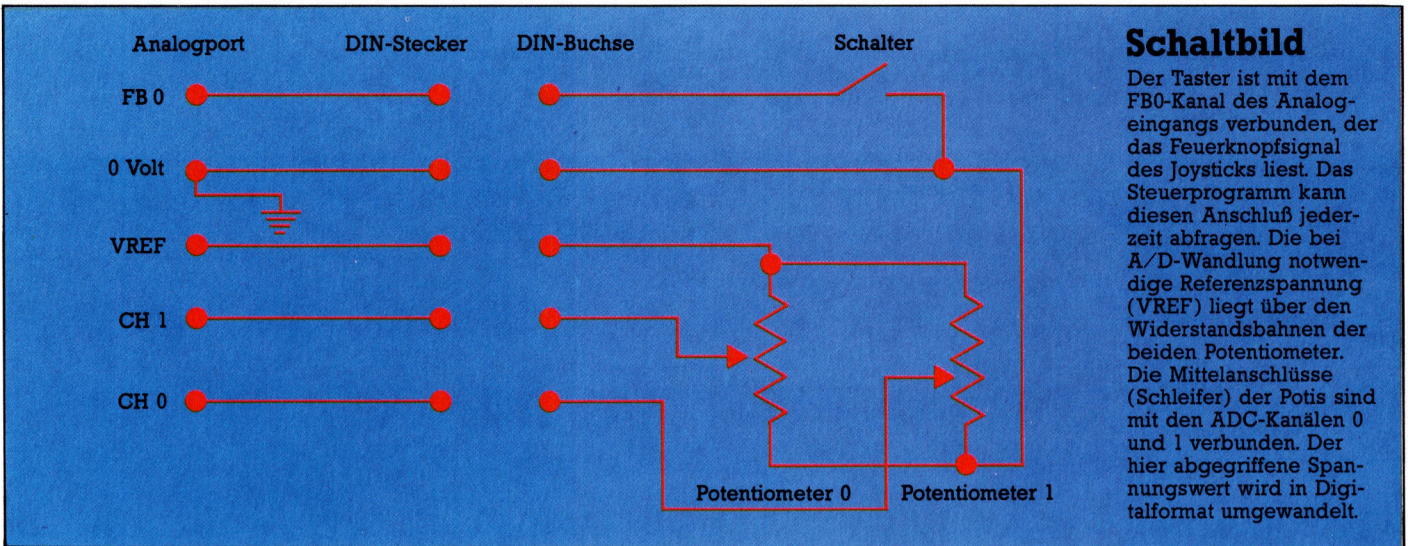 Analogport
DIN-Stecker
DIN-Buchse
Schalter
FB 0
0 Volt
VREF
CH 1
CH 0
Potentiometer 0
Potentiometer 1
Schaltbild
Der Taster ist mit dem
FB0-Kanal des Analog-
eingangs verbunden, der
das Feuerknopfsignal
des Joysticks liest. Das
Steuerprogramm kann
diesen Anschluß jeder-
zeit abfragen. Die bei
A/D-Wandlung notwen-
dige Referenzspannung
(VREF) liegt über den
Widerstandsbahnen der
beiden Potentiometer.
Die Mittelanschlüsse
(Schleifer) der Potis sind
mit den ADC-Kanälen 0
und 1 verbunden. Der
hier abgegriffene Span-
nungswert wird in Digi-
talformat umgewandelt.